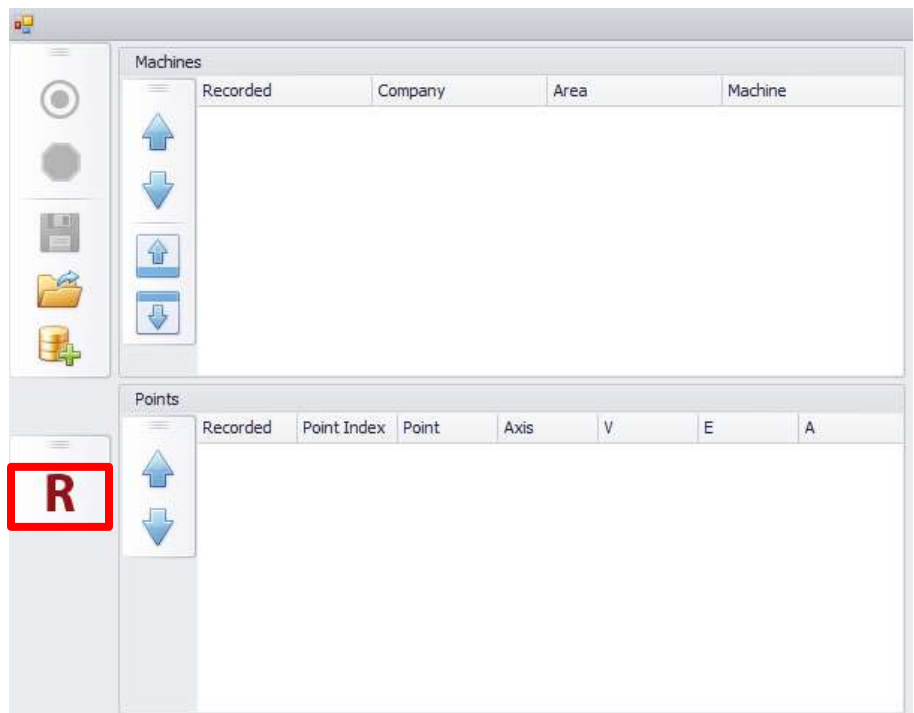 Machines
Recorded Company Area Machine
Points
Recorded Point Index Point Axis V E A
R